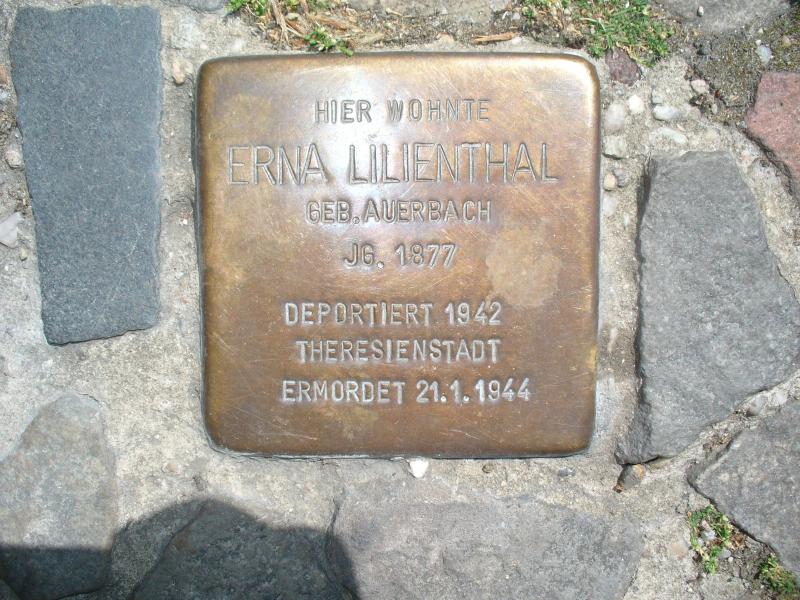 HIER WOHNTE
ERNA LILIENTHAL
GEB. AUERBACH
JG. 1877
DEPORTIERT 1942
THERESIENSTADT
ERMORDET 21.1.1944